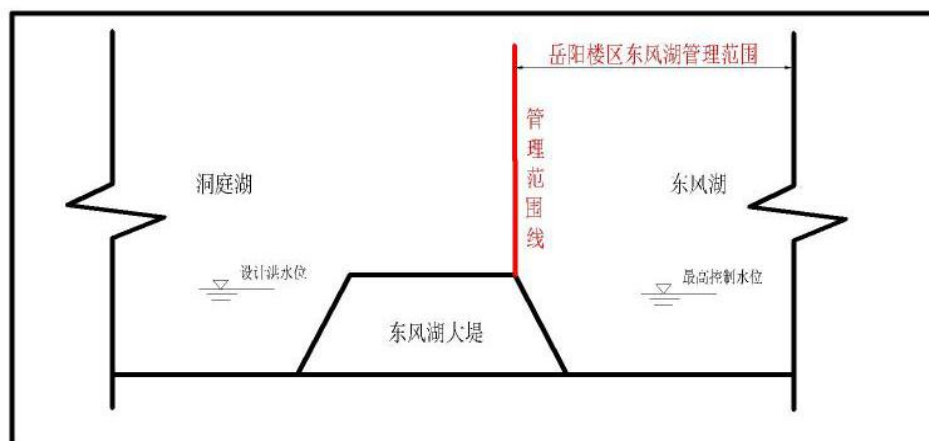 岳阳楼区东风湖管理范围
管理范围线
洞庭湖
东风湖
设计洪水位
最高控制水位
东风湖大堤